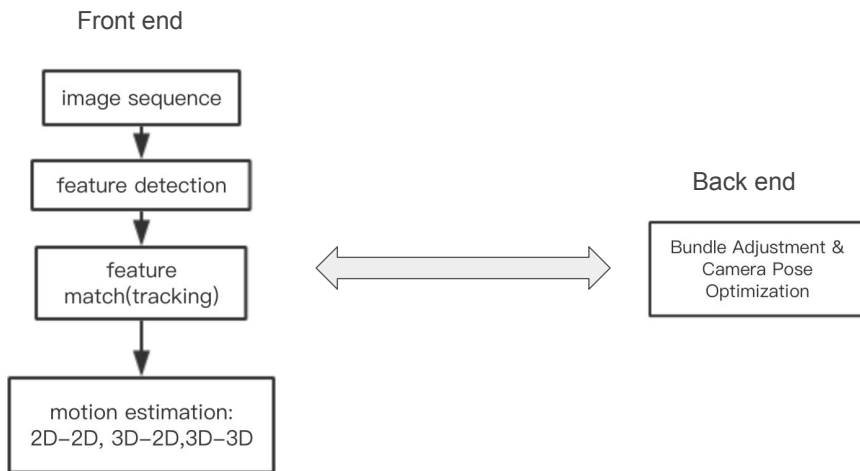 Front end
image sequence
feature detection
feature
match(tracking)
motion estimation:
2D–2D, 3D–2D,3D–3D
Back end
Bundle Adjustment &
Camera Pose
Optimization